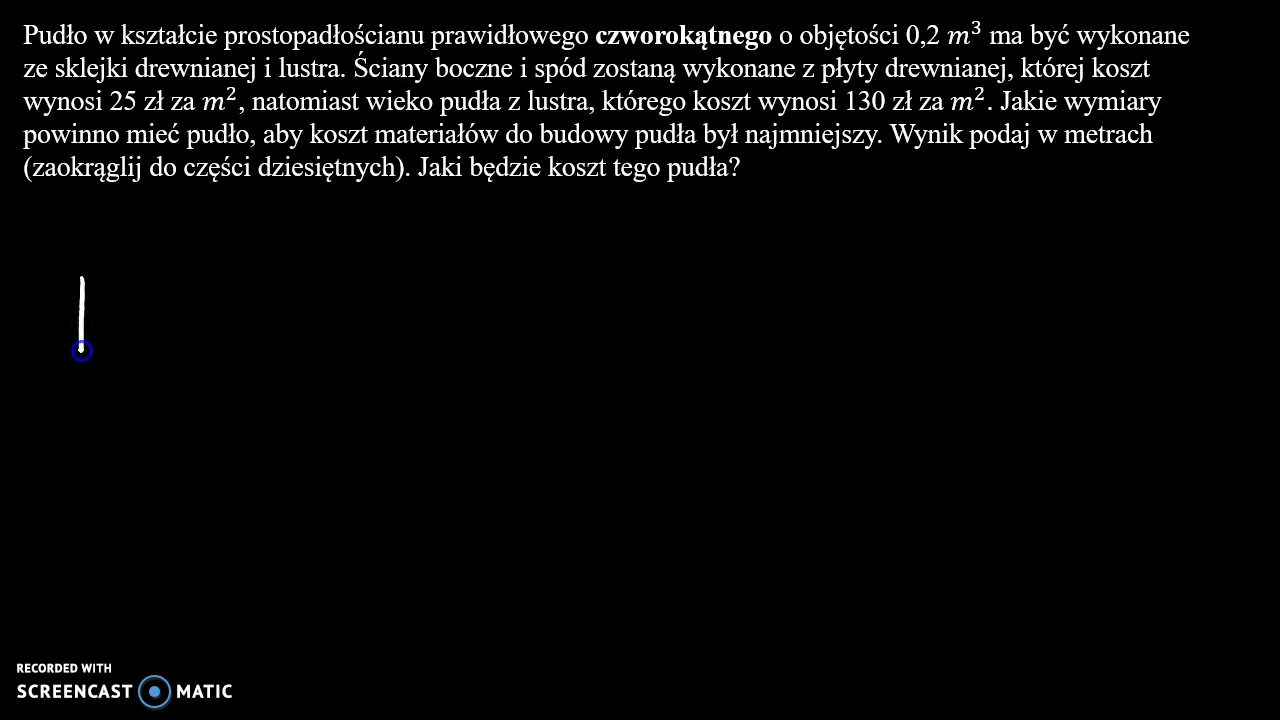 Pudło w kształcie prostopadłościanu prawidłowego czworokątnego o objętości 0,2 m³ ma być wykonane
ze sklejki drewnianej i lustra. Ściany boczne i spód zostaną wykonane z płyty drewnianej, której koszt
wynosi 25 zł za m², natomiast wieko pudła z lustra, którego koszt wynosi 130 zł za m². Jakie wymiary
powinno mieć pudło, aby koszt materiałów do budowy pudła był najmniejszy. Wynik podaj w metrach
(zaokrąglij do części dziesiętnych). Jaki będzie koszt tego pudła?
RECORDED WITH
SCREENCAST MATIC